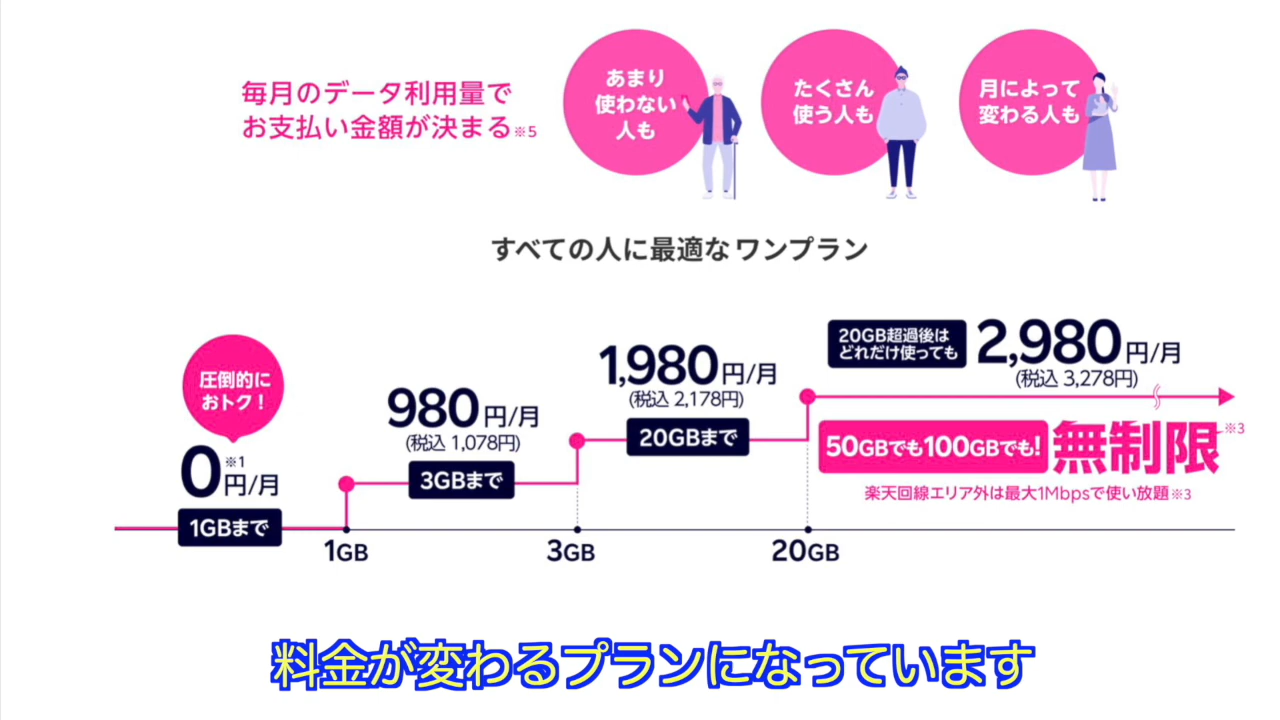 毎月のデータ利用量で
お支払い金額が決まる※5
あまり
使わない
人も
たくさん
使う人も
月によって
変わる人も
すべての人に最適なワンプラン
圧倒的に
おトク!
0円/月
※1
1GBまで
980円/月
(税込 1,078円)
3GBまで
1,980円/月
(税込 2,178円)
20GBまで
20GB超過後は
どれだけ使っても
2,980円/月
(税込 3,278円)
50GBでも100GBでも!
無制限※3
楽天回線エリア外は最大1Mbpsで使い放題※3
1GB
3GB
20GB
料金が変わるプランになっています